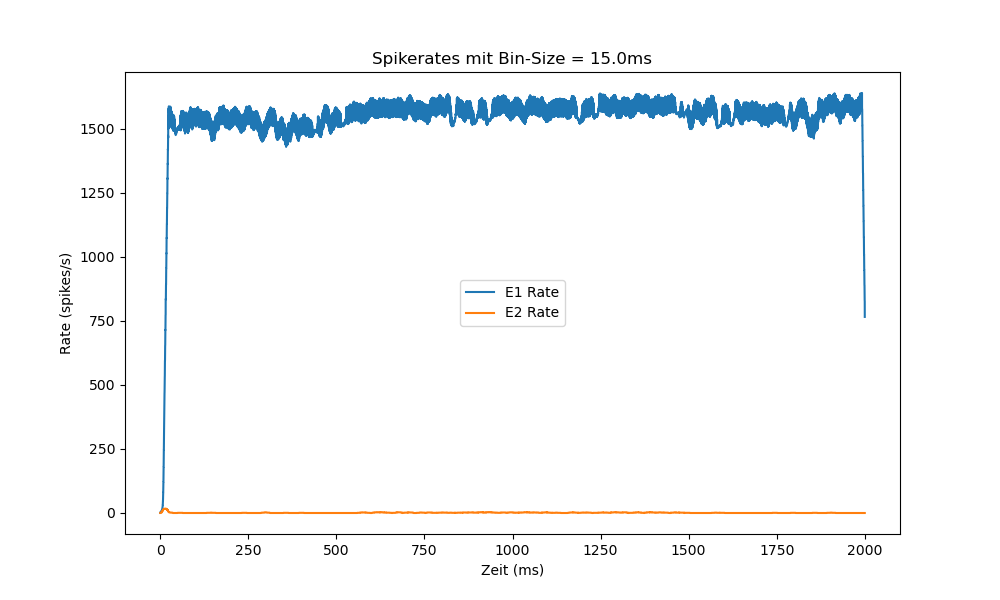 Spikerates mit Bin-Size = 15.0ms
Rate (spikes/s)
1500
1250
1000
750
500
250
0
E1 Rate
E2 Rate
0 250 500 750 1000 1250 1500 1750 2000
Zeit (ms)